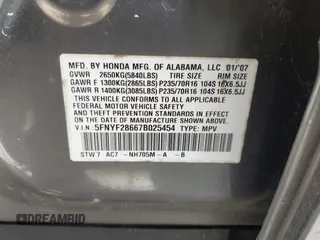 MFD. BY HONDA MFG. OF ALABAMA, LLC 01/'07
GVWR 2650KG(5840LBS) TIRE SIZE RIM SIZE
GAWR F 1300KG(2865LBS) P235/70R16 104S 16X6.5JJ
GAWR R 1400KG(3085LBS) P235/70R16 104S 16X6.5JJ
THIS VEHICLE CONFORMS TO ALL APPLICABLE
FEDERAL MOTOR VEHICLE SAFETY
AND THEFT PREVENTION STANDARDS IN EFFECT ON THE
DATE OF MANUFACTURE SHOWN ABOVE.
V.I.N.: 5FNYF28667B025454 TYPE: MPV
STW 7 AC7 -NH705M-A -B
© IDRIVEANDBID